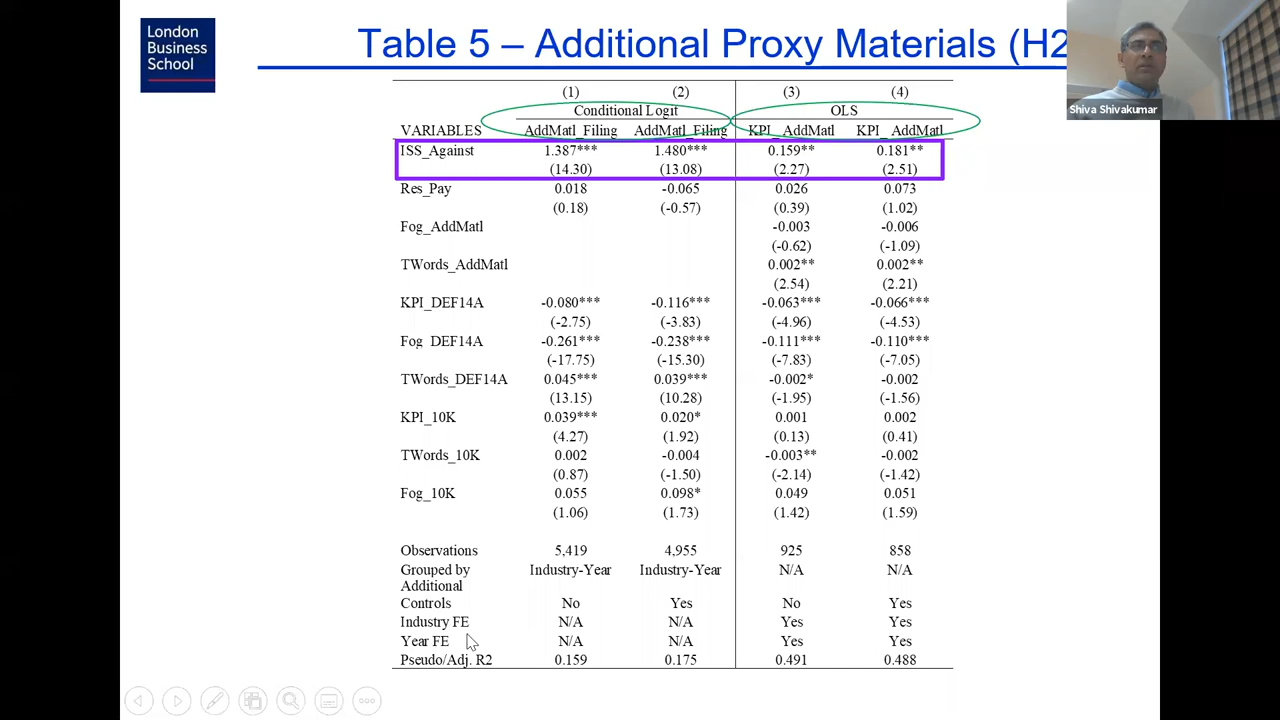 London
Business
School
Table 5 – Additional Proxy Materials (H2
Shiva Shivakumar
(1) (2) (3) (4)
Conditional Logit OLS
VARIABLES AddMatl_Filing AddMatl_Filing KPI_AddMatl KPI_AddMatl
ISS_Against 1.387*** 1.480*** 0.159** 0.181**
(14.30) (13.08) (2.27) (2.51)
Res_Pay 0.018 -0.065 0.026 0.073
(0.18) (-0.57) (0.39) (1.02)
Fog_AddMatl -0.003 -0.006
(-0.62) (-1.09)
TWords_AddMatl 0.002** 0.002**
(2.54) (2.21)
KPI_DEF14A -0.080*** -0.116*** -0.063*** -0.066***
(-2.75) (-3.83) (-4.96) (-4.53)
Fog_DEF14A -0.261*** -0.238*** -0.111*** -0.110***
(-17.75) (-15.30) (-7.83) (-7.05)
TWords_DEF14A 0.045*** 0.039*** -0.002* -0.002
(13.15) (10.28) (-1.95) (-1.56)
KPI_10K 0.039*** 0.020* 0.001 0.002
(4.27) (1.92) (0.13) (0.41)
TWords_10K 0.002 -0.004 -0.003** -0.002
(0.87) (-1.50) (-2.14) (-1.42)
Fog_10K 0.055 0.098* 0.049 0.051
(1.06) (1.73) (1.42) (1.59)
Observations 5,419 4,955 925 858
Grouped by Industry-Year Industry-Year N/A N/A
Additional
Controls No Yes No Yes
Industry FE N/A N/A Yes Yes
Year FE N/A N/A Yes Yes
Pseudo/Adj. R2 0.159 0.175 0.491 0.488